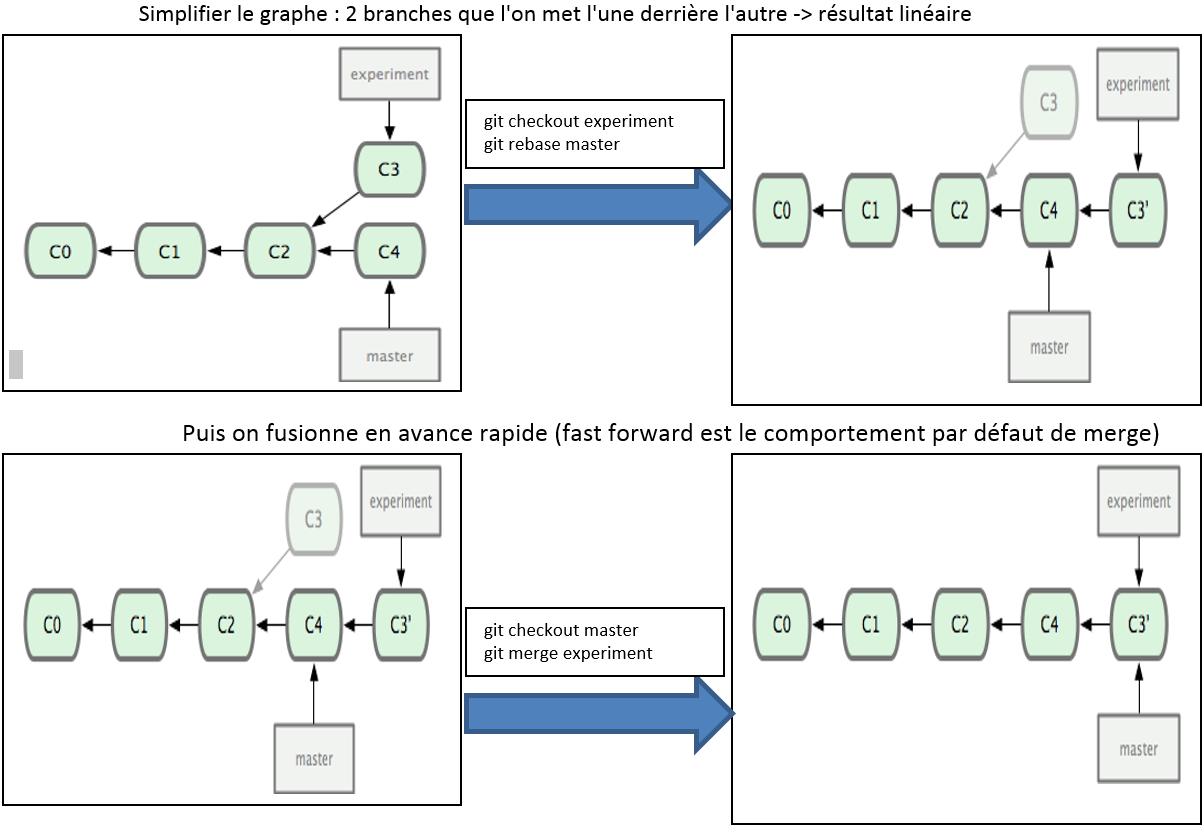 Simplifier le graphe : 2 branches que l'on met l'une derrière l'autre -> résultat linéaire
experiment
C3
C0
C1
C2
C4
master
git checkout experiment
git rebase master
experiment
C3
C0
C1
C2
C4
C3'
master
Puis on fusionne en avance rapide (fast forward est le comportement par défaut de merge)
experiment
C3
C0
C1
C2
C4
C3'
master
git checkout master
git merge experiment
experiment
C0
C1
C2
C4
C3'
master